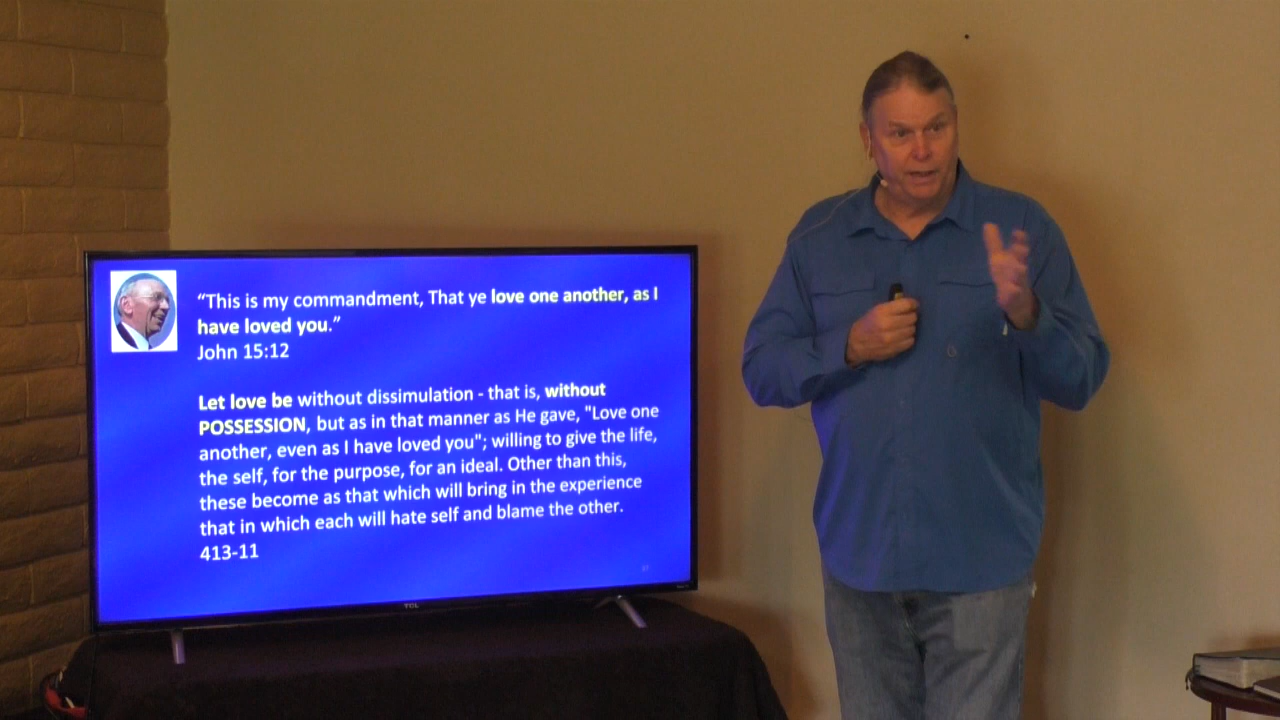 “This is my commandment, That ye love one another, as I
have loved you.”
John 15:12
Let love be without dissimulation - that is, without
POSSESSION, but as in that manner as He gave, "Love one
another, even as I have loved you"; willing to give the life,
the self, for the purpose, for an ideal. Other than this,
these become as that which will bring in the experience
that in which each will hate self and blame the other.
413-11
TCL